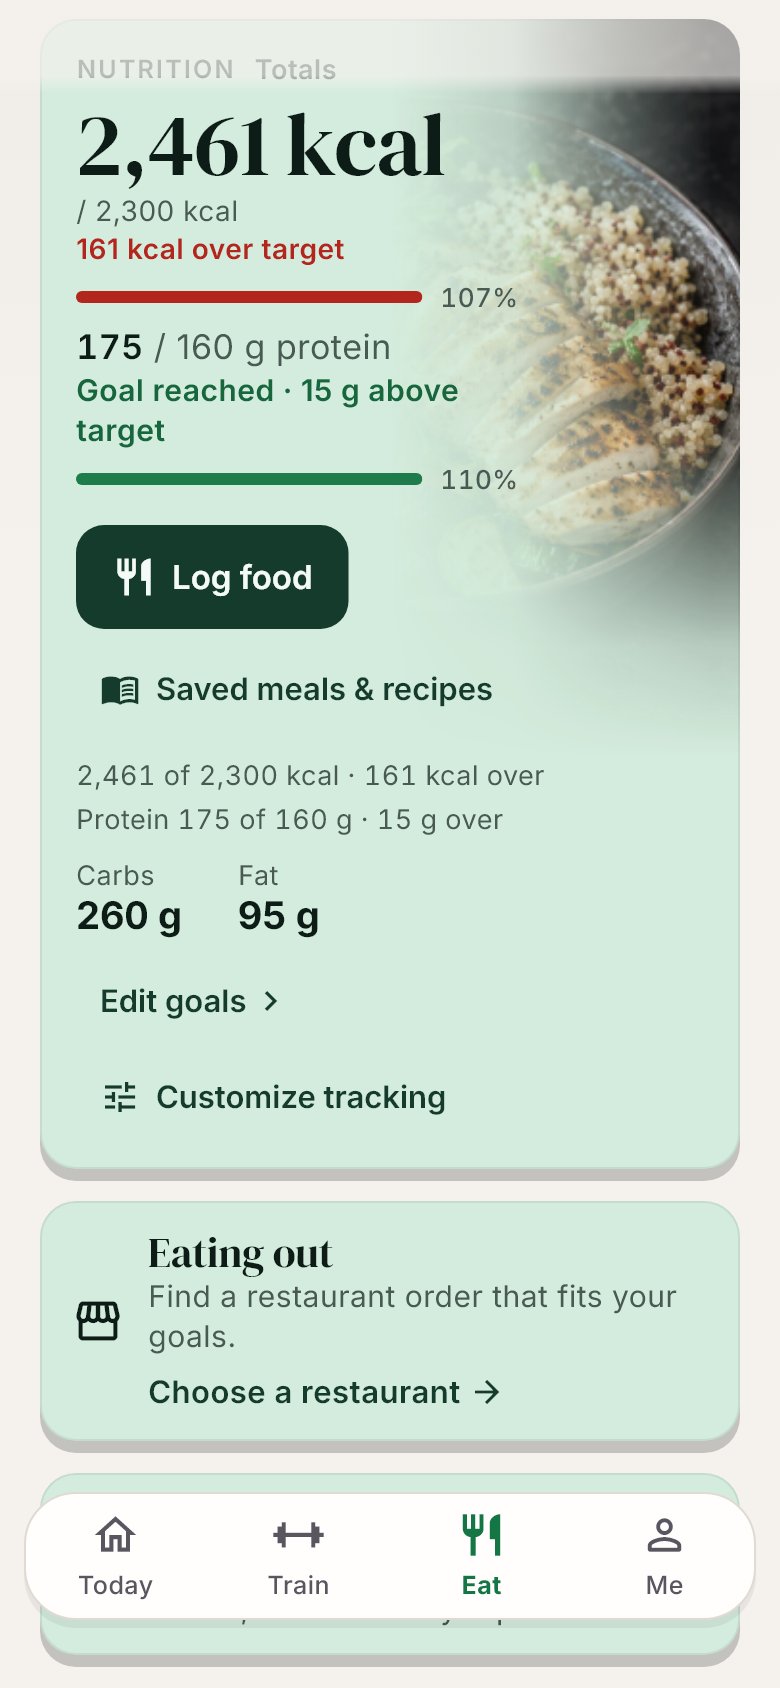 NUTRITION Totals
2,461 kcal
/ 2,300 kcal
161 kcal over target
107%
175 / 160 g protein
Goal reached · 15 g above
target
110%
Log food
Saved meals & recipes
2,461 of 2,300 kcal · 161 kcal over
Protein 175 of 160 g · 15 g over
Carbs Fat
260 g 95 g
Edit goals
Customize tracking
Eating out
Find a restaurant order that fits your
goals.
Choose a restaurant →
Today Train Eat Me